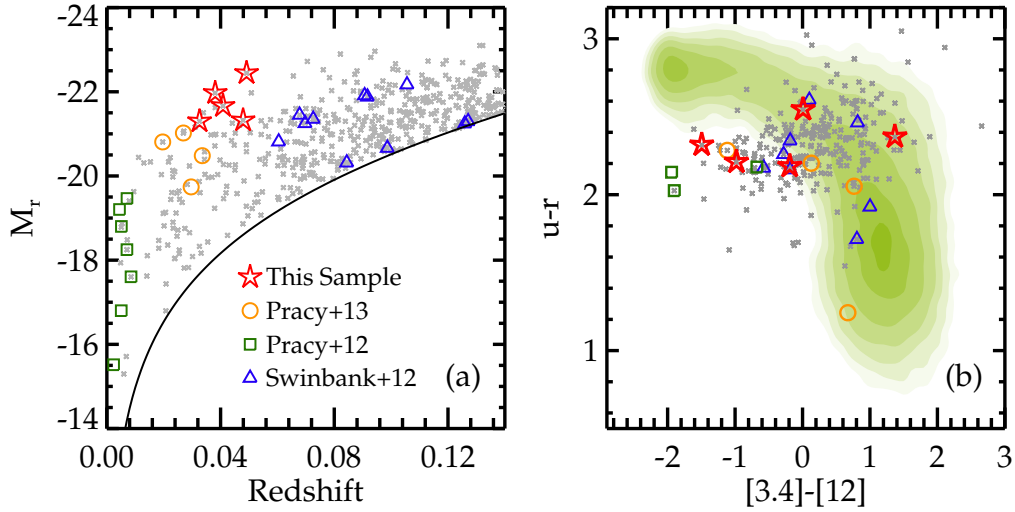 -24
-22
-20
-18
-16
-14
M_r
0.00 0.04 0.08 0.12
Redshift
This Sample
Pracy+13
Pracy+12
Swinbank+12
(a)
3
2
1
u-r
-2 -1 0 1 2 3
[3.4]-[12]
(b)